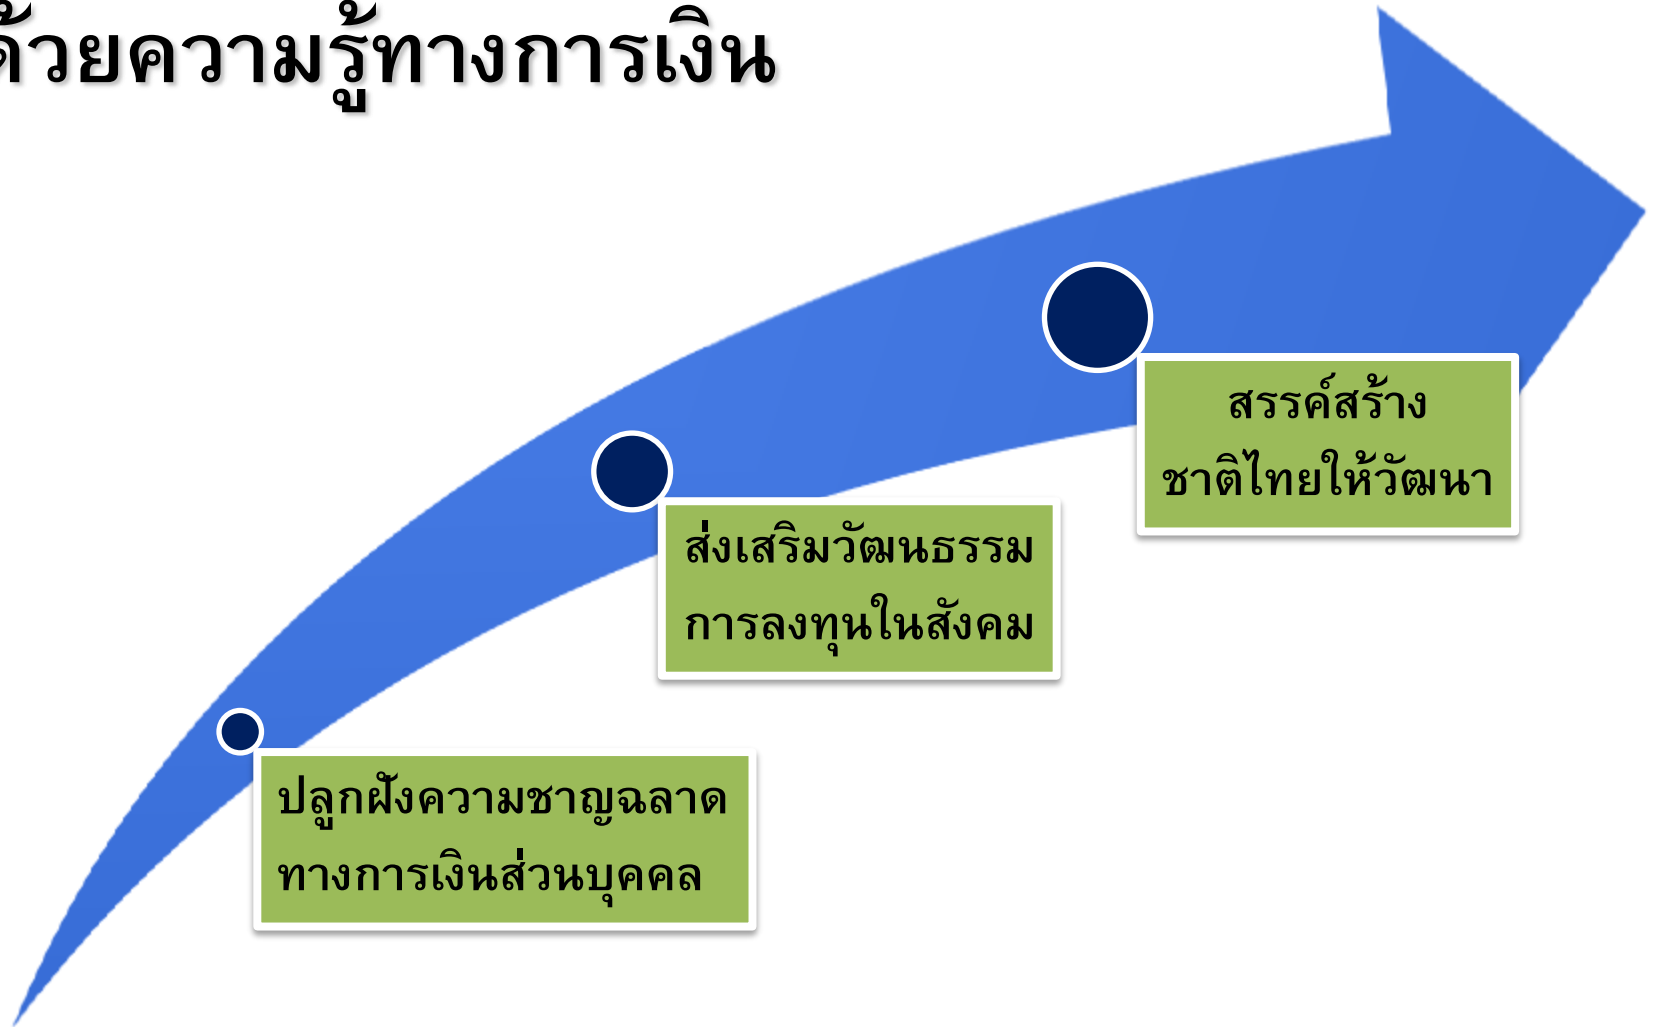 ด้วยความรู้ทางการเงิน
สรรค์สร้าง
ชาติไทยให้วัฒนา
ส่งเสริมวัฒนธรรม
การลงทุนในสังคม
ปลูกฝังความชาญฉลาด
ทางการเงินส่วนบุคคล